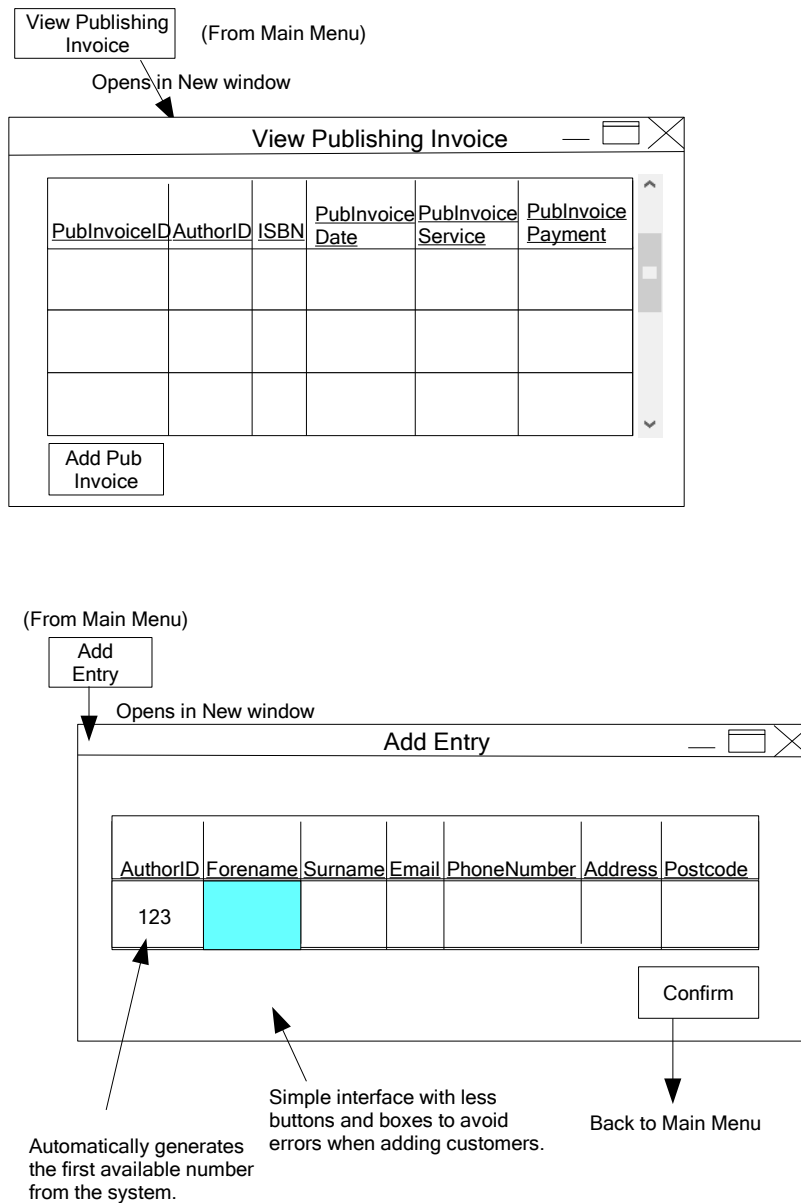 View Publishing
Invoice
(From Main Menu)
Opens in New window
View Publishing Invoice
PubInvoiceID AuthorID ISBN PubInvoice PubInvoice PubInvoice
Date Service Payment
Add Pub
Invoice
(From Main Menu)
Add
Entry
Opens in New window
Add Entry
AuthorID Forename Surname Email PhoneNumber Address Postcode
123
Confirm
Simple interface with less
buttons and boxes to avoid
errors when adding customers.
Back to Main Menu
Automatically generates
the first available number
from the system.